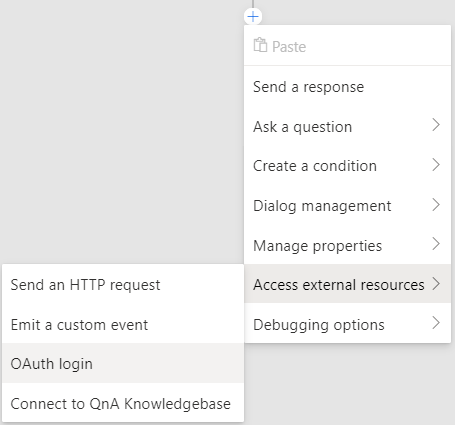 Paste
Send a response
Ask a question
Create a condition
Dialog management
Manage properties
Access external resources
Debugging options
Send an HTTP request
Emit a custom event
OAuth login
Connect to QnA Knowledgebase